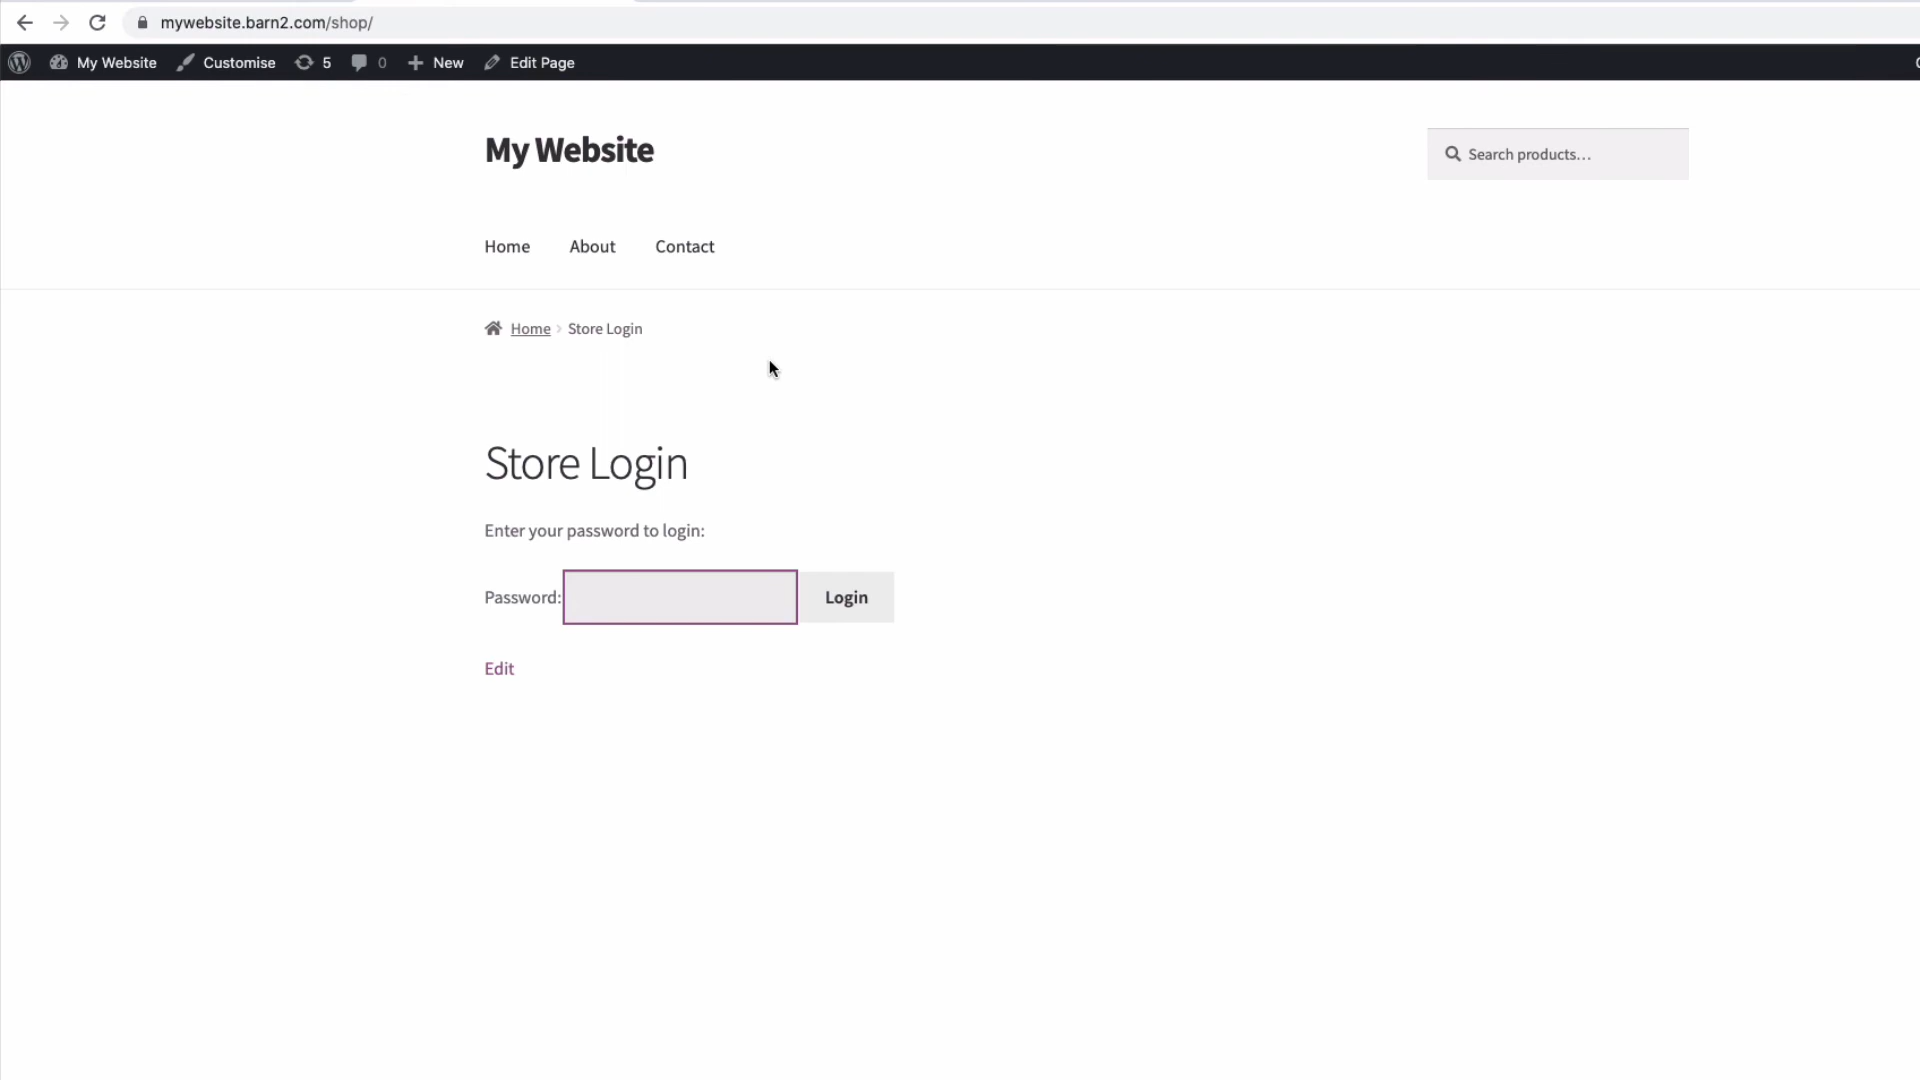 mywebsite.barn2.com/shop/
My Website Customise 5 0 New Edit Page
My Website
Search products...
Home About Contact
Home Store Login
Store Login
Enter your password to login:
Password: Login
Edit